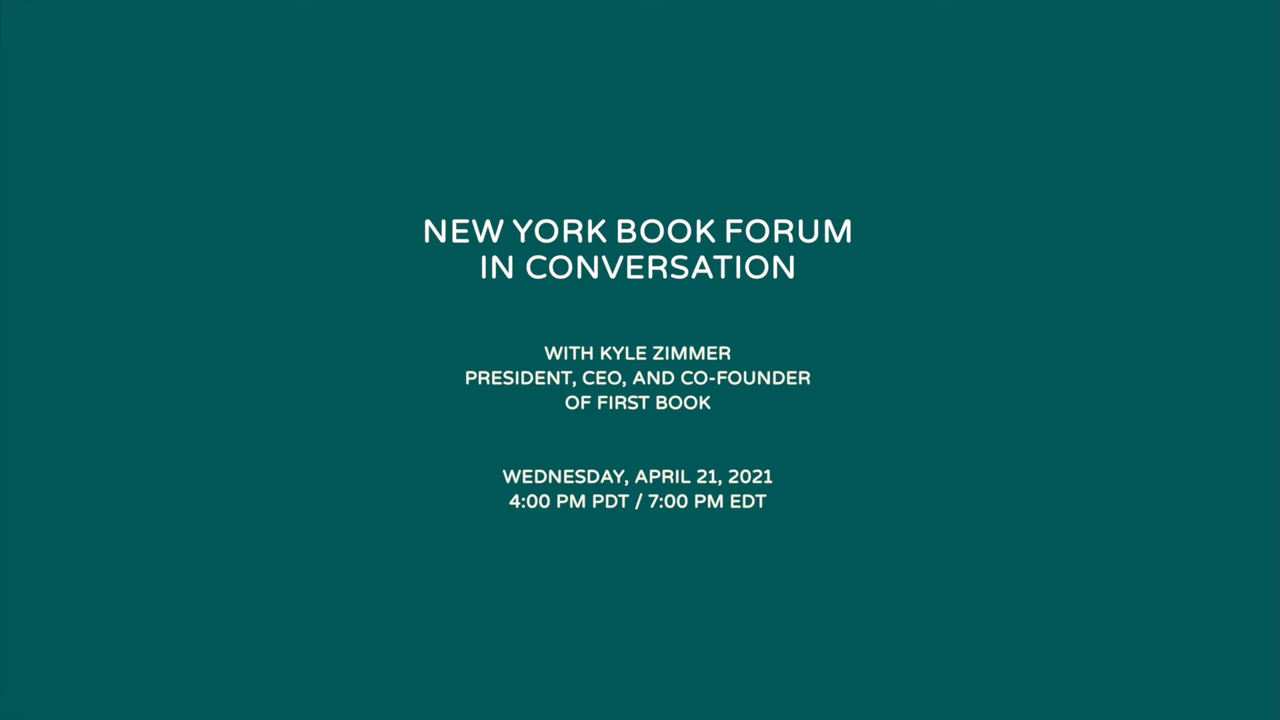 NEW YORK BOOK FORUM
IN CONVERSATION
WITH KYLE ZIMMER
PRESIDENT, CEO, AND CO-FOUNDER
OF FIRST BOOK
WEDNESDAY, APRIL 21, 2021
4:00 PM PDT / 7:00 PM EDT